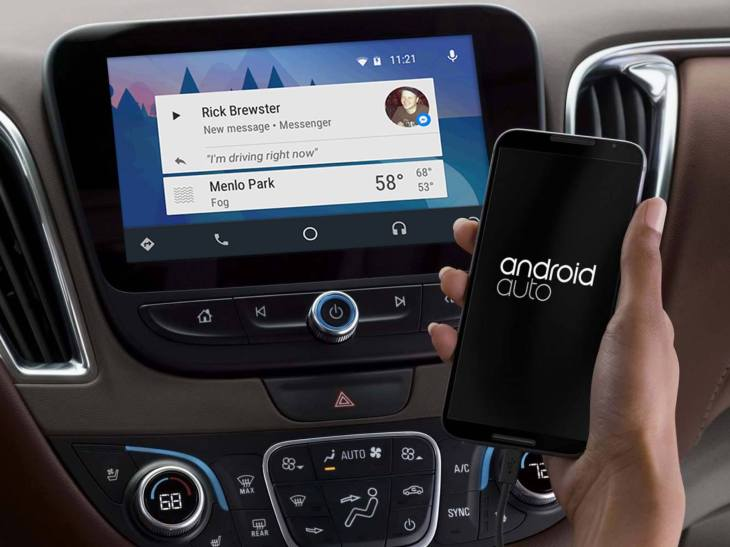 11:21
Rick Brewster
New message • Messenger
"I'm driving right now"
Menlo Park
Fog
58°
68°
53°
android
auto
AUTO
68
MAX
REAR
A/C
SYNC
72